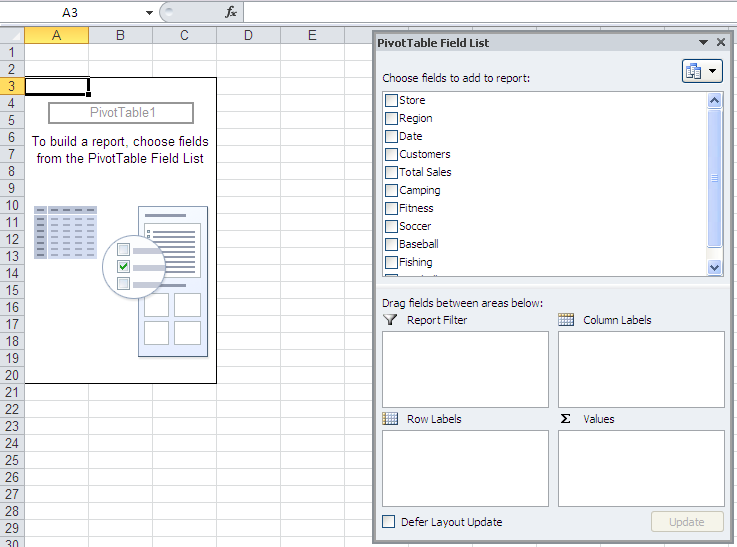 A3
fx
A B C D E
1
2
3
4
5
6
7
8
9
10
11
12
13
14
15
16
17
18
19
20
21
22
23
24
25
26
27
28
29
30
PivotTable1
To build a report, choose fields
from the PivotTable Field List
PivotTable Field List
Choose fields to add to report:
Store
Region
Date
Customers
Total Sales
Camping
Fitness
Soccer
Baseball
Fishing
Drag fields between areas below:
Report Filter
Column Labels
Row Labels
Σ Values
Defer Layout Update
Update